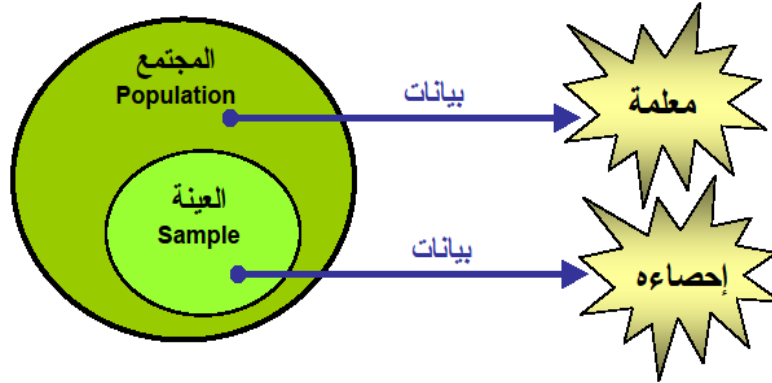 المجتمع
Population
بيانات
معلمة
العينة
Sample
بيانات
إحصاءه